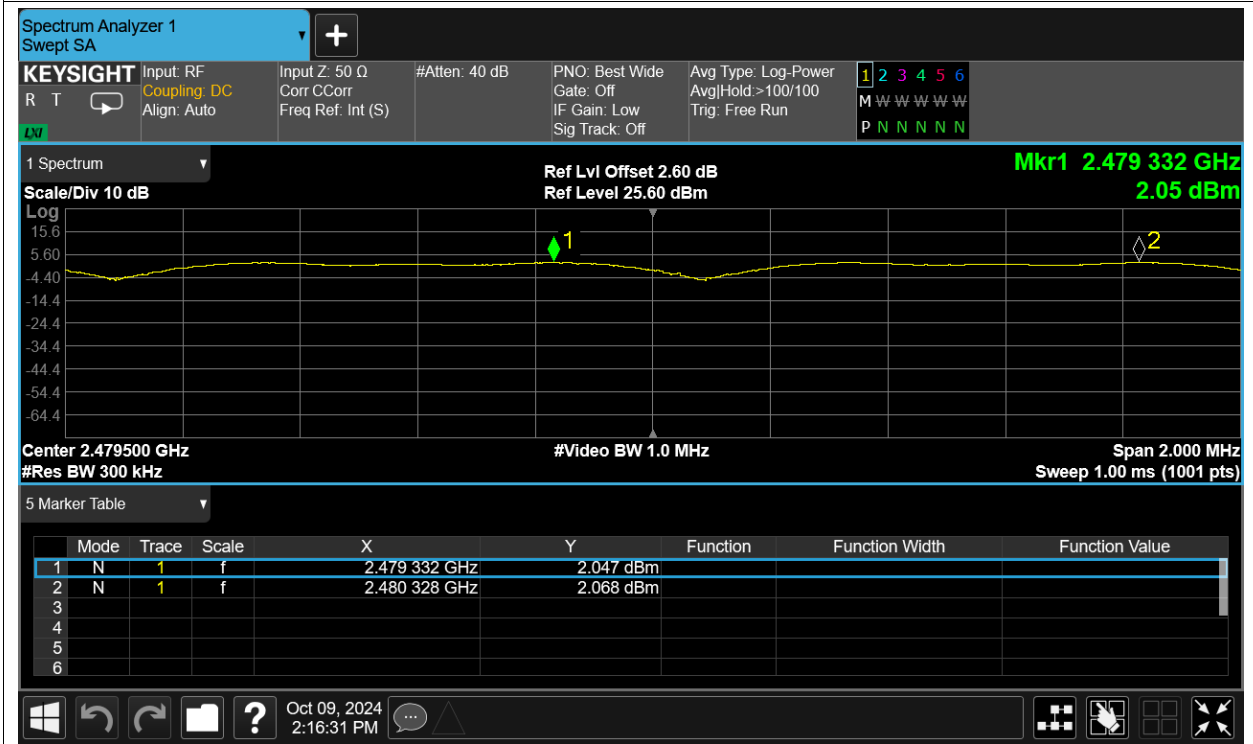 Spectrum Analyzer 1
Swept SA
+
KEYSIGHT
R T
LXI
Input: RF
Coupling: DC
Align: Auto
Input Z: 50 Ω
Corr CCorr
Freq Ref: Int (S)
#Atten: 40 dB
PNO: Best Wide
Gate: Off
IF Gain: Low
Sig Track: Off
Avg Type: Log-Power
Avg|Hold:>100/100
Trig: Free Run
1 2 3 4 5 6
M W W W W W
P N N N N N
1 Spectrum
Scale/Div 10 dB
Ref Lvl Offset 2.60 dB
Ref Level 25.60 dBm
Mkr1 2.479 332 GHz
2.05 dBm
Log
15.6
5.60
-4.40
-14.4
-24.4
-34.4
-44.4
-54.4
-64.4
1
2
Center 2.479500 GHz
#Video BW 1.0 MHz
Span 2.000 MHz
#Res BW 300 kHz
Sweep 1.00 ms (1001 pts)
5 Marker Table
Mode Trace Scale X Y Function Function Width Function Value
1 N 1 f 2.479 332 GHz 2.047 dBm
2 N 1 f 2.480 328 GHz 2.068 dBm
3
4
5
6
?
Oct 09, 2024
2:16:31 PM